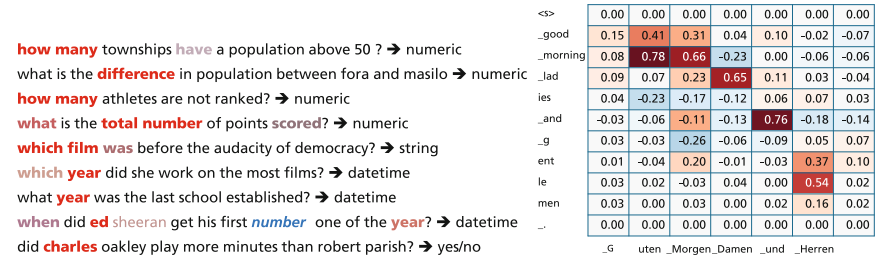 how many townships have a population above 50 ? ➔ numeric
what is the difference in population between fora and masilo ➔ numeric
how many athletes are not ranked? ➔ numeric
what is the total number of points scored? ➔ numeric
which film was before the audacity of democracy? ➔ string
which year did she work on the most films? ➔ datetime
what year was the last school established? ➔ datetime
when did ed sheeran get his first number one of the year? ➔ datetime
did charles oakley play more minutes than robert parish? ➔ yes/no
<s> 0.00 0.00 0.00 0.00 0.00 0.00 0.00
_good 0.15 0.41 0.31 0.04 0.10 -0.02 -0.07
_morning 0.08 0.78 0.66 -0.23 0.00 -0.06 -0.06
_lad 0.09 0.07 0.23 0.65 0.11 0.03 -0.04
ies 0.04 -0.23 -0.17 -0.12 0.06 0.07 0.03
_and -0.03 -0.06 -0.11 -0.13 0.76 -0.18 -0.14
_g 0.03 -0.03 -0.26 -0.06 -0.09 0.05 0.07
ent 0.01 -0.04 0.20 -0.01 -0.03 0.37 0.10
le 0.03 0.02 -0.03 0.04 0.00 0.54 0.02
men 0.03 0.00 0.03 0.00 0.02 0.16 0.02
_. 0.00 0.00 0.00 0.00 0.00 0.00 0.00
_G uten _Morgen _Damen _und _Herren